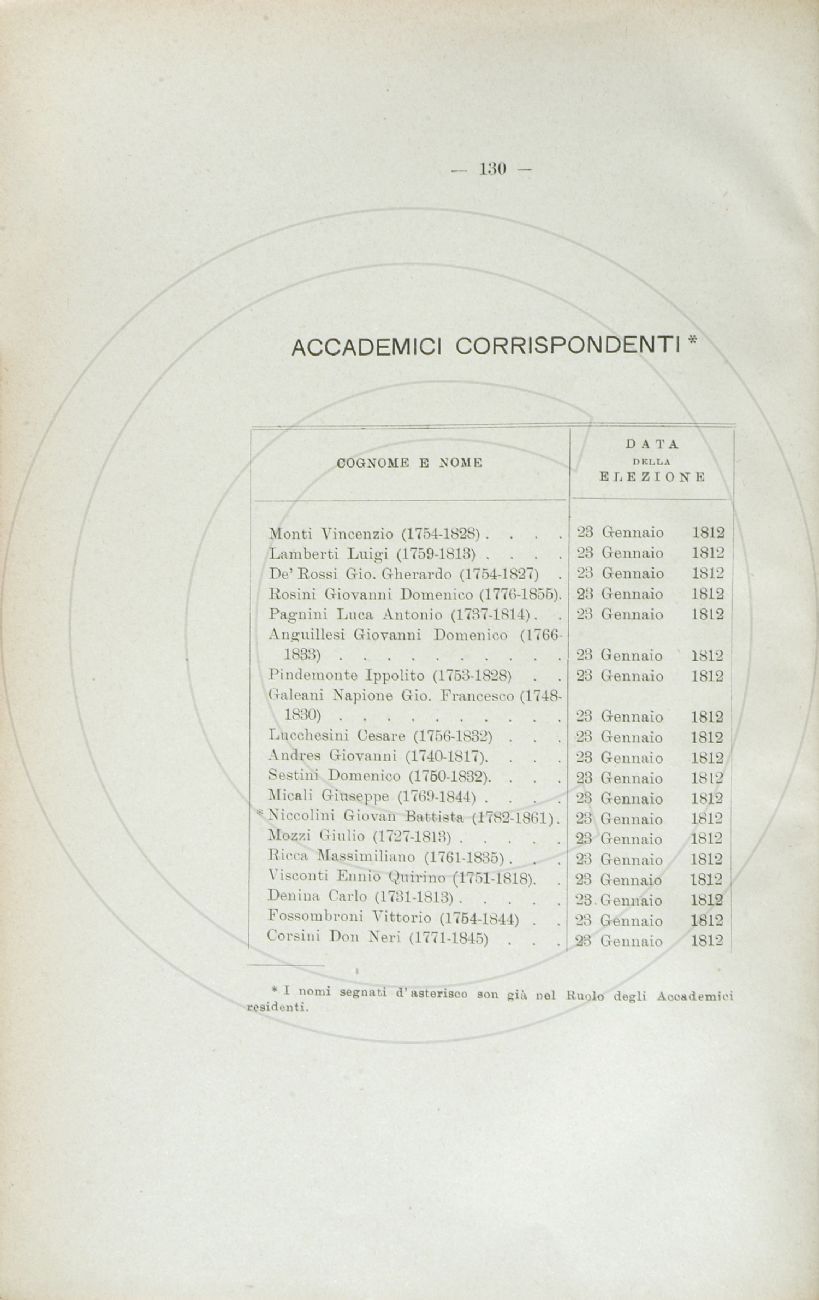 — 130 —
ACCADEMICI CORRISPONDENTI *
COGNOME E NOME
DATA
DELLA
ELEZIONE
Monti Vincenzio (1754-1828) . . . . 23 Gennaio 1812
Lamberti Luigi (1759-1813) . . . . 23 Gennaio 1812
De' Rossi Gio. Gherardo (1754-1827) . 23 Gennaio 1812
Rosini Giovanni Domenico (1776-1855). 23 Gennaio 1812
Pagnini Luca Antonio (1737-1814) . . 23 Gennaio 1812
Anguillesi Giovanni Domenico (1766-
1833) . . . . . . . . . . 23 Gennaio 1812
Pindemonte Ippolito (1753-1828) . . 23 Gennaio 1812
Galeani Napione Gio. Francesco (1748-
1830) . . . . . . . . . . 23 Gennaio 1812
Lucchesini Cesare (1756-1832) . . . 23 Gennaio 1812
Andres Giovanni (1740-1817). . . . 23 Gennaio 1812
Sestini Domenico (1750-1832). . . . 23 Gennaio 1812
Micali Giuseppe (1769-1844) . . . . 23 Gennaio 1812
* Niccolini Giovan Battista (1782-1861). 23 Gennaio 1812
Mozzi Giulio (1727-1813) . . . . . 23 Gennaio 1812
Ricca Massimiliano (1761-1835) . . . 23 Gennaio 1812
Visconti Ennio Quirino (1751-1818). . 23 Gennaio 1812
Denina Carlo (1731-1813) . . . . . 23 Gennaio 1812
Fossombroni Vittorio (1754-1844) . . 23 Gennaio 1812
Corsini Don Neri (1771-1845) . . . 23 Gennaio 1812
* I nomi segnati d'asterisco son già nel Ruolo degli Accademici
residenti.